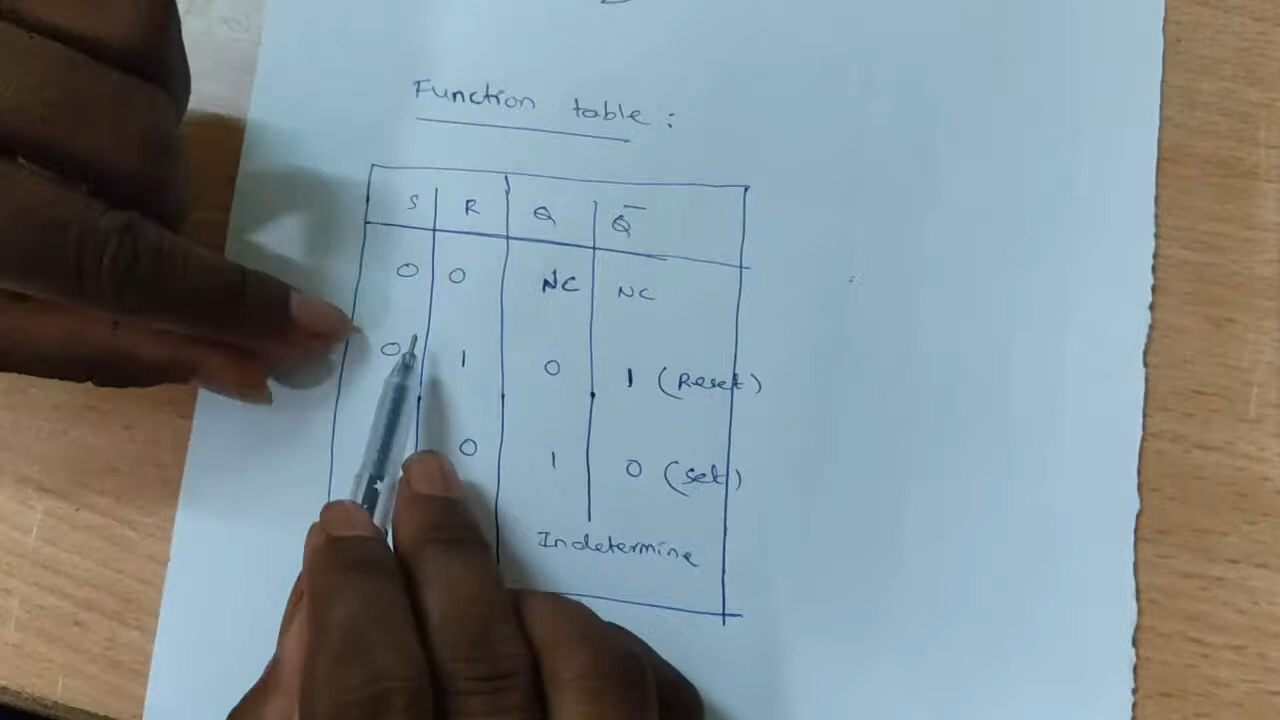 Function table :
S R Q Q̅
0 0 NC NC
0 1 0 1 (Reset)
0 1 0 (set)
Indetermine